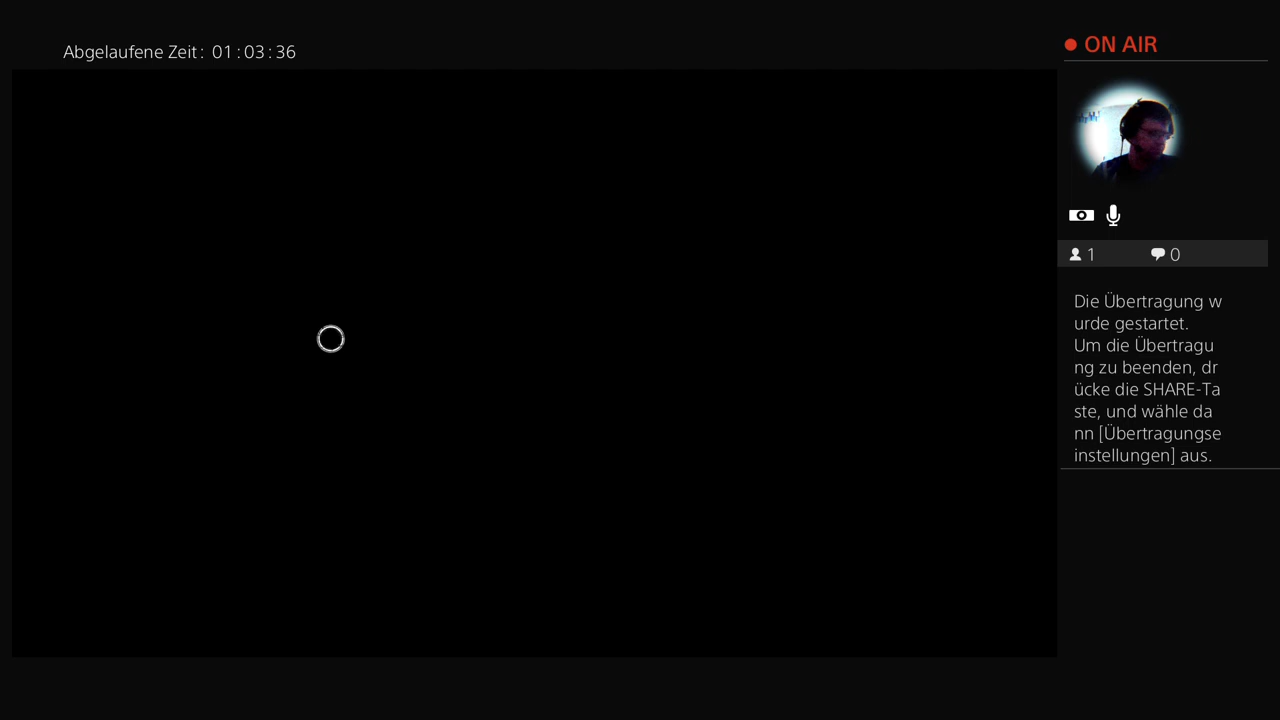 Abgelaufene Zeit: 01:03:36
ON AIR
1 0
Die Übertragung w
urde gestartet.
Um die Übertragu
ng zu beenden, dr
ücke die SHARE-Ta
ste, und wähle da
nn [Übertragungse
instellungen] aus.